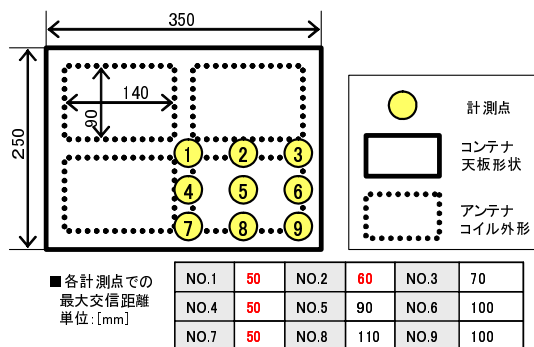 350
250
140
90
1 2 3
4 5 6
7 8 9
計測点
コンテナ
天板形状
アンテナ
コイル外形
■各計測点での
最大交信距離
単位:[mm]
NO.1 50 NO.2 60 NO.3 70
NO.4 50 NO.5 90 NO.6 100
NO.7 50 NO.8 110 NO.9 100